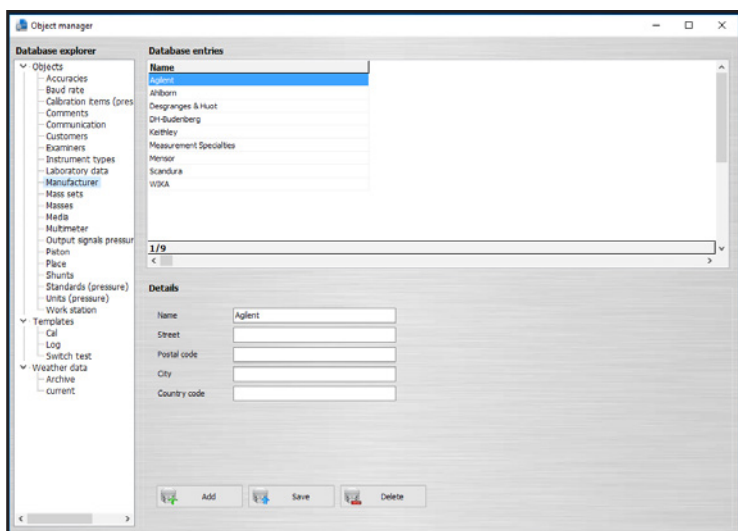 Object manager
Database explorer
Objects
Accuracies
Baud rate
Calibration items (pres
Comments
Communication
Customers
Examiners
Instrument types
Laboratory data
Manufacturer
Mass sets
Masses
Media
Multimeter
Output signals pressur
Piston
Place
Shunts
Standards (pressure)
Units (pressure)
Work station
Templates
Cal
Log
Switch test
Weather data
Archive
current
Database entries
Name
Agilent
Ahlborn
Desgranges & Huot
DH-Budenberg
Keithley
Measurement Specialties
Mensor
Scandura
WIKA
1/9
Details
Name Agilent
Street
Postal code
City
Country code
Add Save Delete